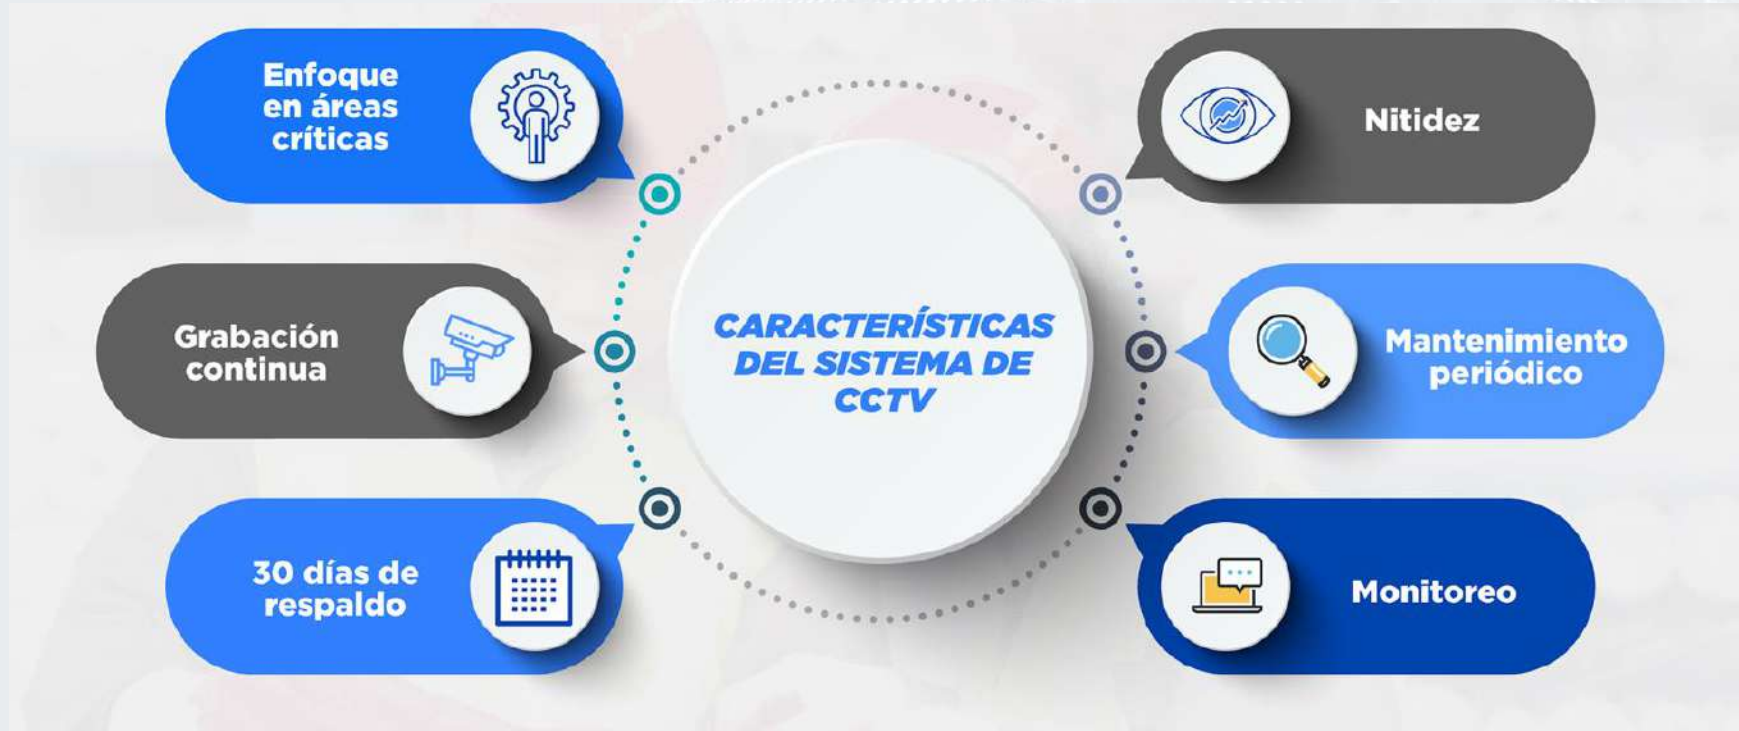 Enfoque
en áreas
críticas
Grabación
continua
30 días de
respaldo
CARACTERÍSTICAS
DEL SISTEMA DE
CCTV
Nitidez
Mantenimiento
periódico
Monitoreo